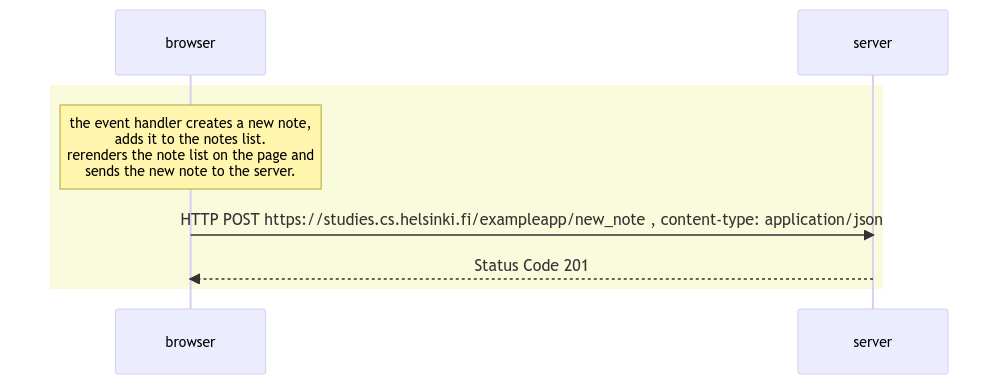 browser
server
the event handler creates a new note,
adds it to the notes list.
rerenders the note list on the page and
sends the new note to the server.
HTTP POST https://studies.cs.helsinki.fi/exampleapp/new_note , content-type: application/json
Status Code 201
browser
server